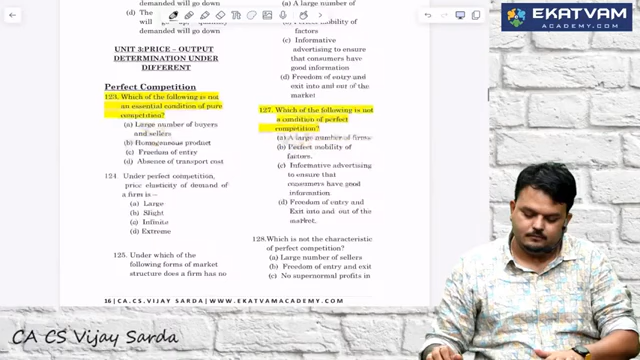 demanded will go down
(d) The
will go up, quantity
demanded will go down
UNIT 3:PRICE – OUTPUT
DETERMINATION UNDER
DIFFERENT
Perfect Competition
123. Which of the following is not
an essential condition of pure
competition?
(a) Large number of buyers
and sellers
(b) Homogeneous product
(c) Freedom of entry
(d) Absence of transport cost
124. Under perfect competition,
price elasticity of demand of
a firm is –
(a) Large
(b) Slight
(c) Infinite
(d) Extreme
125. Under which of the
following forms of market
structure does a firm has no
(a) A large number of
(b) Perfect mobility of
factors
(c) Informative
advertising to ensure
that consumers have
good information
(d) Freedom of entry and
exit into and out of the
market
127. Which of the following is not
a condition of perfect
competition?
(a) A large number of firms
(b) Perfect mobility of
factors.
(c) Informative advertising
to ensure that
consumers have good
information.
(d) Freedom of entry and
Exit into and out of the
market.
128.Which is not the characteristic
of perfect competition?
(a) Large number of sellers
(b) Freedom of entry and exit
(c) No supernormal profits in
16 | CA.CS.VIJAY SARDA | WWW.EKATVAMACADEMY.COM
EKATVAM
ACADEMY.COM
CA CS Vijay Sarda